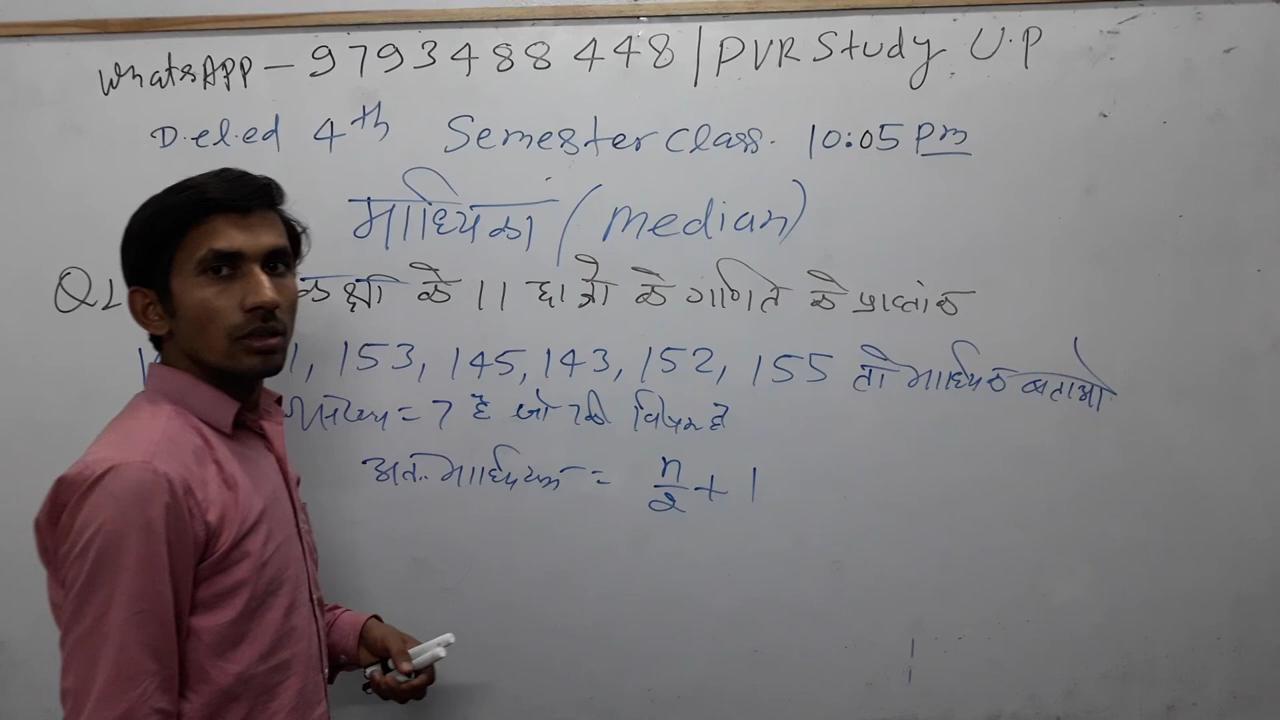 WhatsAPP - 9793488448 | PVR Study U.P
D.el.ed 4th Semester class. 10:05 Pm
माध्यिका (Median)
Q1 कक्षा के 11 छात्रो के गणित के प्राप्तांक
1, 153, 145, 143, 152, 155 तो माध्यिक बताओ
= 7 है जो की विषम है
अतः माध्यिका = n/2 + 1